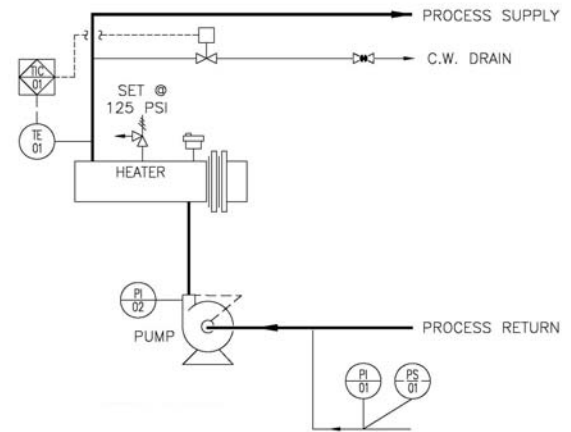 PROCESS SUPPLY
C.W. DRAIN
TIC
01
SET @
125 PSI
TE
01
HEATER
PI
02
PUMP
PROCESS RETURN
PI
01
PS
01